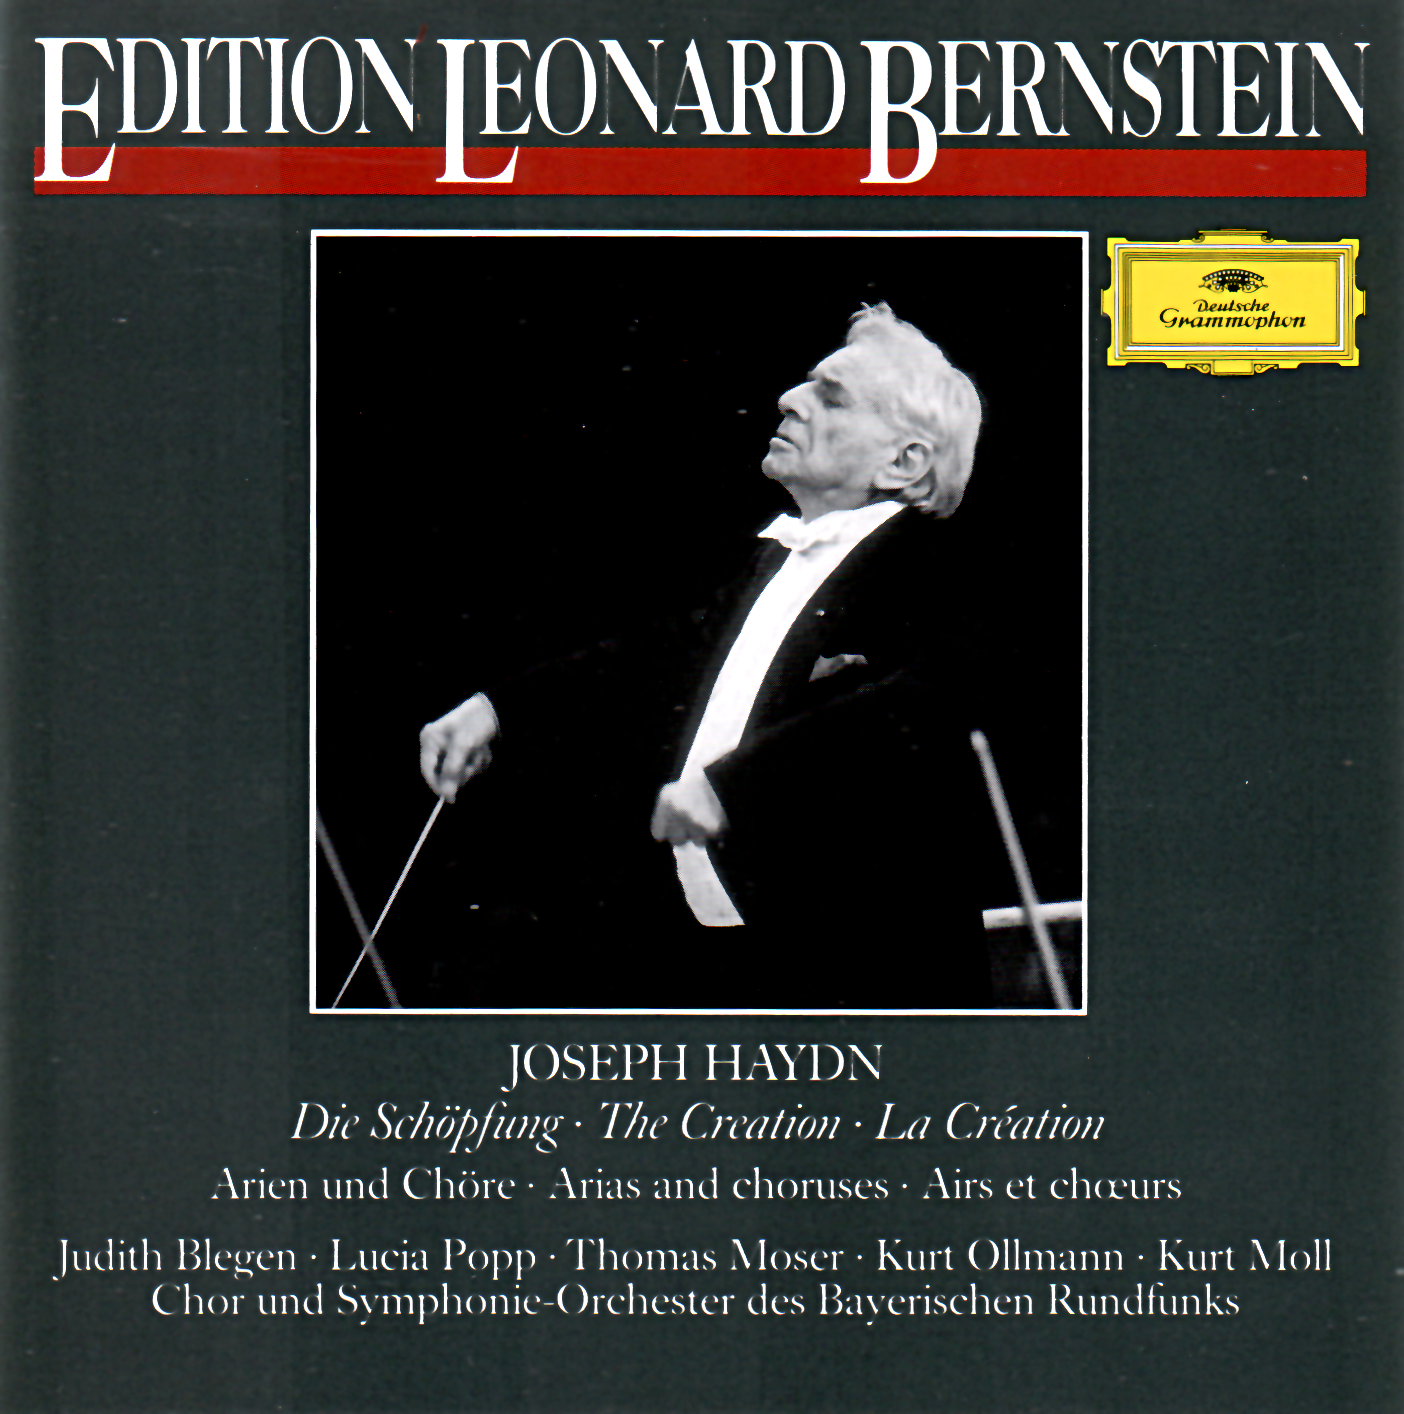 EDITION LEONARD BERNSTEIN
Deutsche
Grammophon
JOSEPH HAYDN
Die Schöpfung · The Creation · La Création
Arien und Chöre · Arias and choruses · Airs et chœurs
Judith Blegen · Lucia Popp · Thomas Moser · Kurt Ollmann · Kurt Moll
Chor und Symphonie-Orchester des Bayerischen Rundfunks